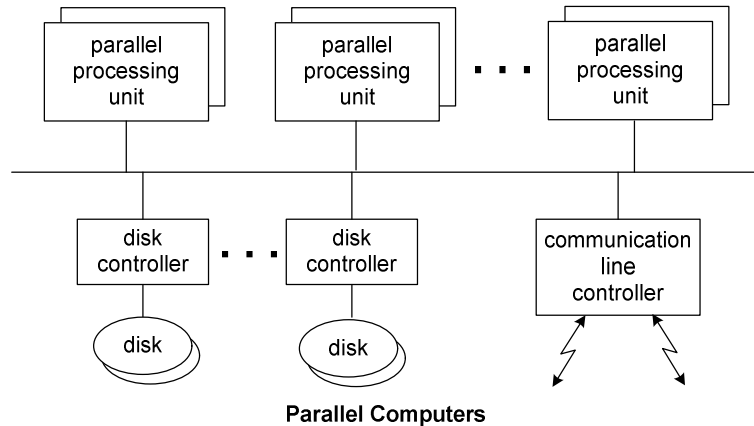 parallel
processing
unit
parallel
processing
unit
parallel
processing
unit
disk
controller
disk
controller
communication
line
controller
disk
disk
Parallel Computers